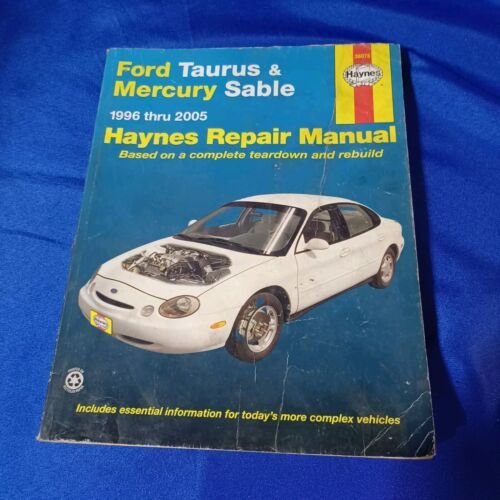 Ford Taurus &
Mercury Sable
1996 thru 2005
Haynes Repair Manual
Based on a complete teardown and rebuild
Haynes
Includes essential information for today's more complex vehicles